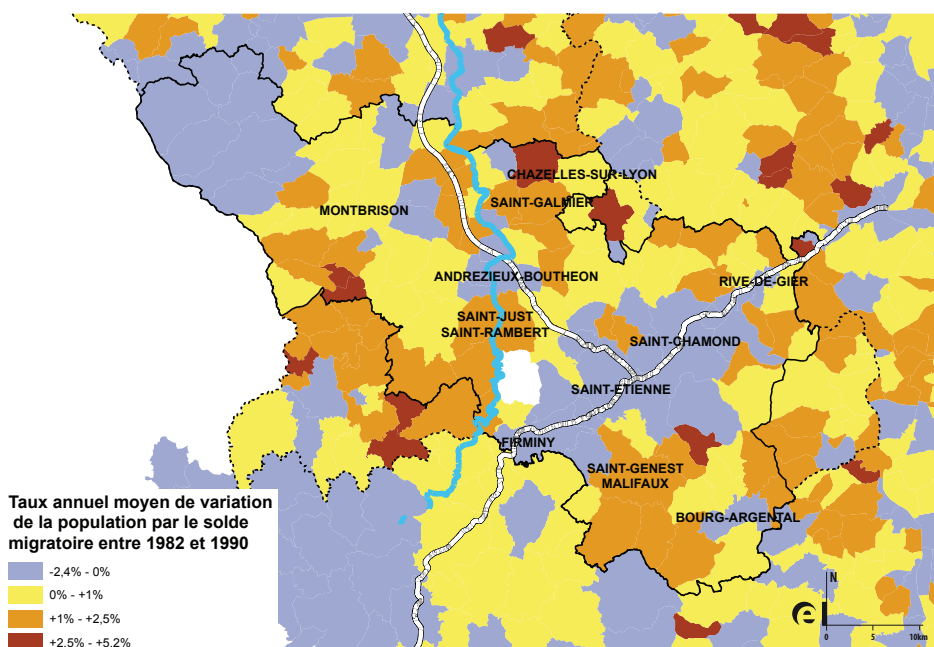 CHAZELLES-SUR-LYON
SAINT-GALMIER
MONTBRISON
ANDREZIEUX-BOUTHEON
RIVE-DE-GIER
SAINT-JUST
SAINT-RAMBERT
SAINT-CHAMOND
SAINT-ETIENNE
FIRMINY
SAINT-GENEST
MALIFAUX
BOURG-ARGENTAL
Taux annuel moyen de variation
de la population par le solde
migratoire entre 1982 et 1990
-2,4% - 0%
0% - +1%
+1% - +2,5%
+2.5% - +5.2%
N
0 5 10km